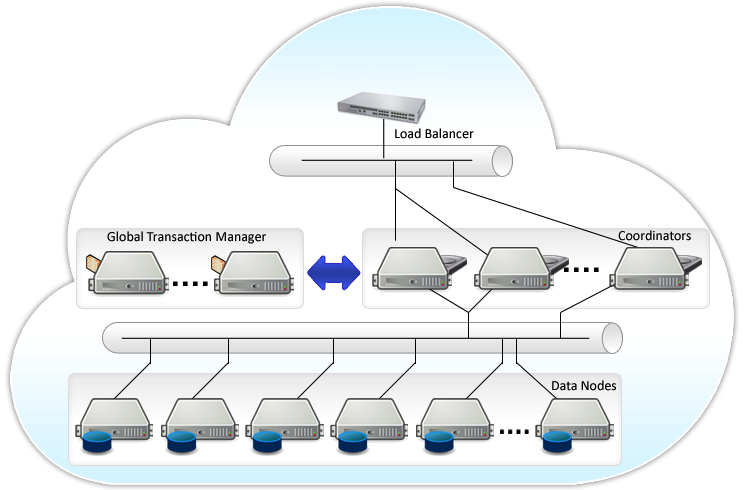 Load Balancer
Global Transaction Manager
Coordinators
Data Nodes